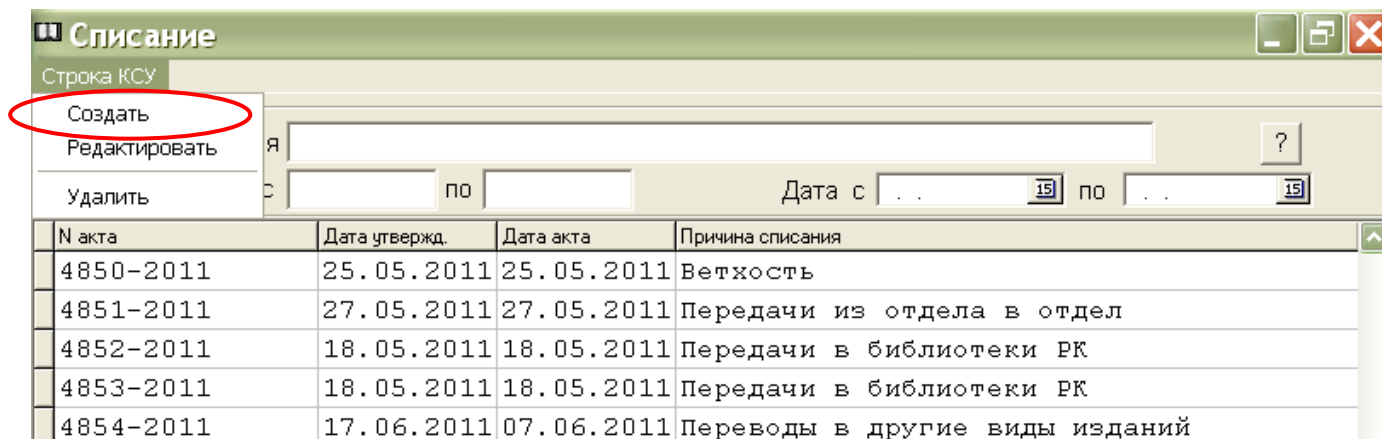 Списание
Строка КСУ
Создать
Редактировать
я
?
Удалить
с по Дата с . . 15 по . . 15
N акта Дата утвержд. Дата акта Причина списания
4850-2011 25.05.2011 25.05.2011 Ветхость
4851-2011 27.05.2011 27.05.2011 Передачи из отдела в отдел
4852-2011 18.05.2011 18.05.2011 Передачи в библиотеки РК
4853-2011 18.05.2011 18.05.2011 Передачи в библиотеки РК
4854-2011 17.06.2011 07.06.2011 Переводы в другие виды изданий